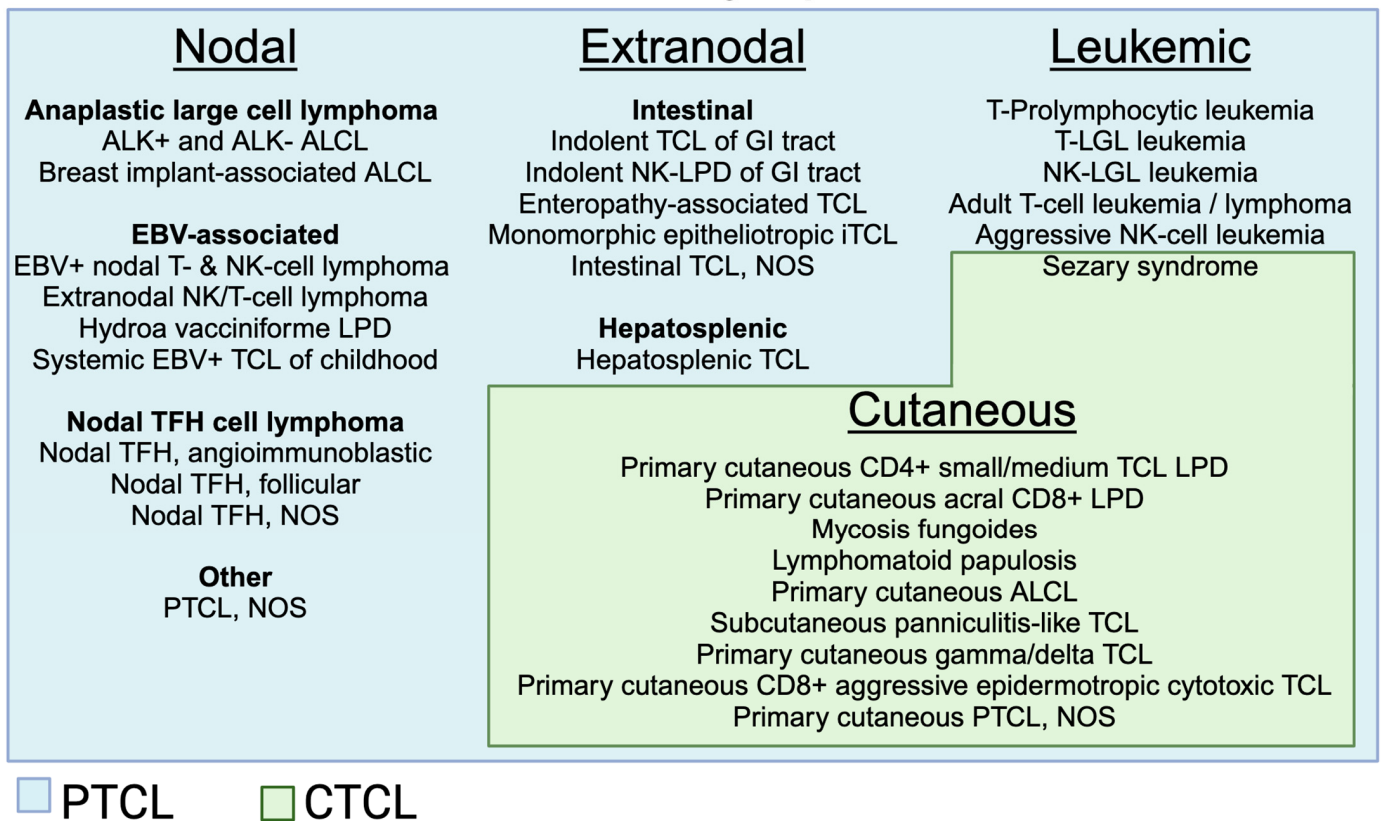 Nodal
Anaplastic large cell lymphoma
ALK+ and ALK- ALCL
Breast implant-associated ALCL
EBV-associated
EBV+ nodal T- & NK-cell lymphoma
Extranodal NK/T-cell lymphoma
Hydroa vacciniforme LPD
Systemic EBV+ TCL of childhood
Nodal TFH cell lymphoma
Nodal TFH, angioimmunoblastic
Nodal TFH, follicular
Nodal TFH, NOS
Other
PTCL, NOS
Extranodal
Intestinal
Indolent TCL of GI tract
Indolent NK-LPD of GI tract
Enteropathy-associated TCL
Monomorphic epitheliotropic iTCL
Intestinal TCL, NOS
Hepatosplenic
Hepatosplenic TCL
Leukemic
T-Prolymphocytic leukemia
T-LGL leukemia
NK-LGL leukemia
Adult T-cell leukemia / lymphoma
Aggressive NK-cell leukemia
Sezary syndrome
Cutaneous
Primary cutaneous CD4+ small/medium TCL LPD
Primary cutaneous acral CD8+ LPD
Mycosis fungoides
Lymphomatoid papulosis
Primary cutaneous ALCL
Subcutaneous panniculitis-like TCL
Primary cutaneous gamma/delta TCL
Primary cutaneous CD8+ aggressive epidermotropic cytotoxic TCL
Primary cutaneous PTCL, NOS
PTCL
CTCL